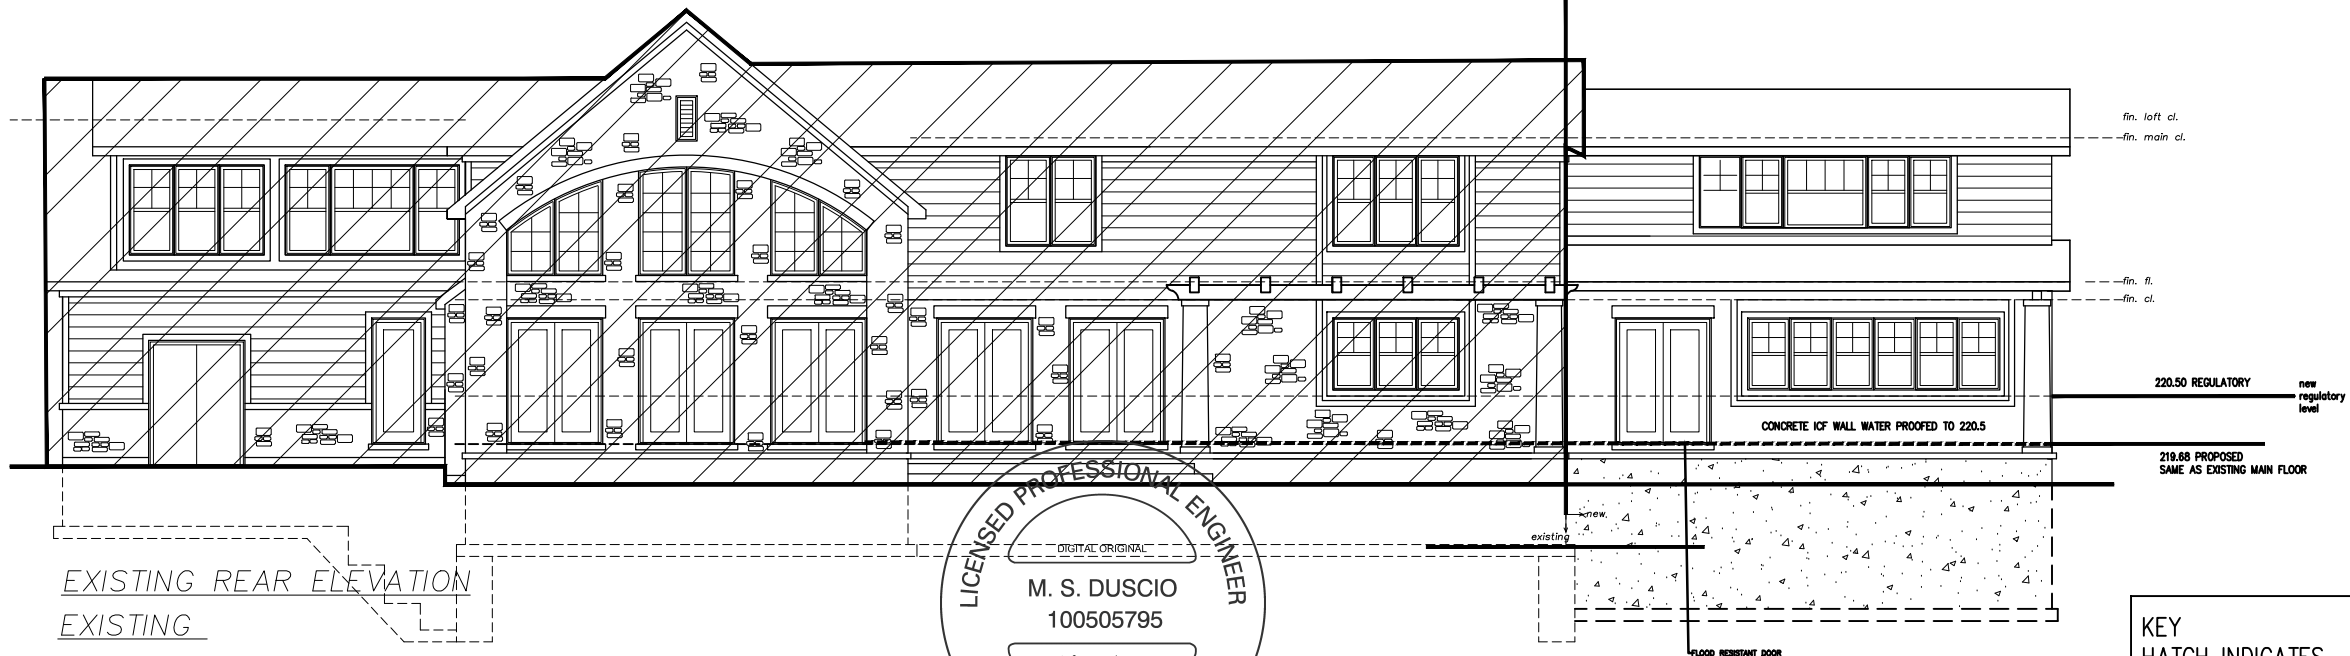 fin. loft cl.
fin. main cl.
fin. fl.
fin. cl.
220.50 REGULATORY
new
regulatory
level
CONCRETE ICF WALL WATER PROOFED TO 220.5
219.68 PROPOSED
SAME AS EXISTING MAIN FLOOR
LICENSED PROFESSIONAL ENGINEER
DIGITAL ORIGINAL
M. S. DUSCIO
100505795
new
existing
EXISTING REAR ELEVATION
EXISTING
KEY
HATCH INDICATES
FLOOD RESISTANT DOOR